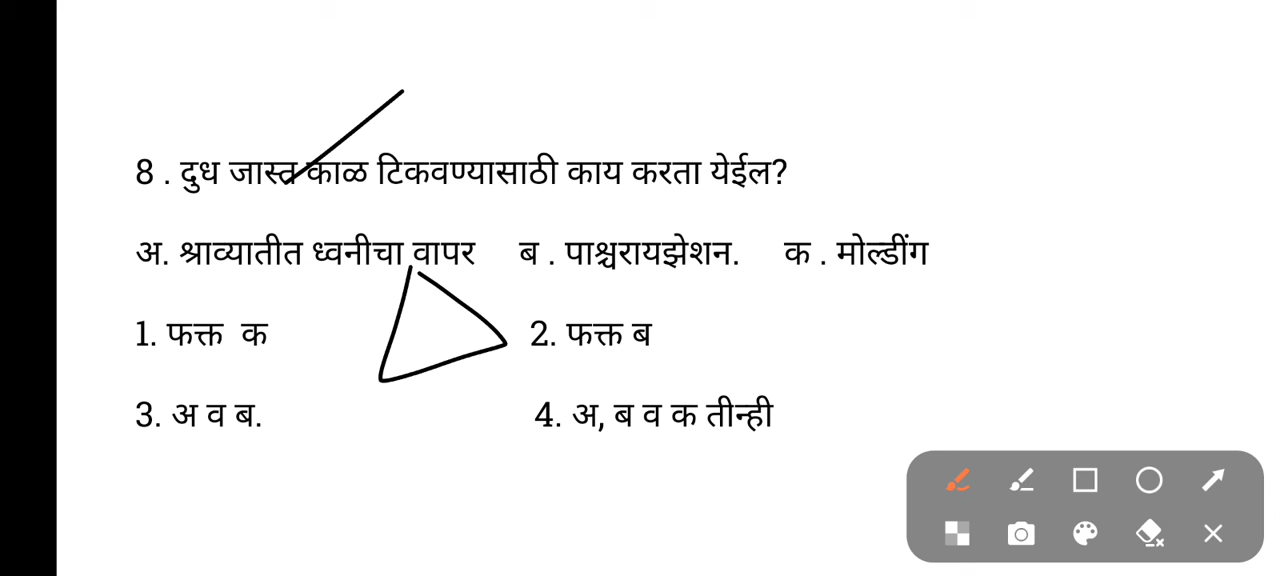 8 . दुध जास्त काळ टिकवण्यासाठी काय करता येईल?
अ. श्राव्यातीत ध्वनीचा वापर ब . पाश्चरायझेशन. क . मोल्डींग
1. फक्त क 2. फक्त ब
3. अ व ब. 4. अ, ब व क तीन्ही